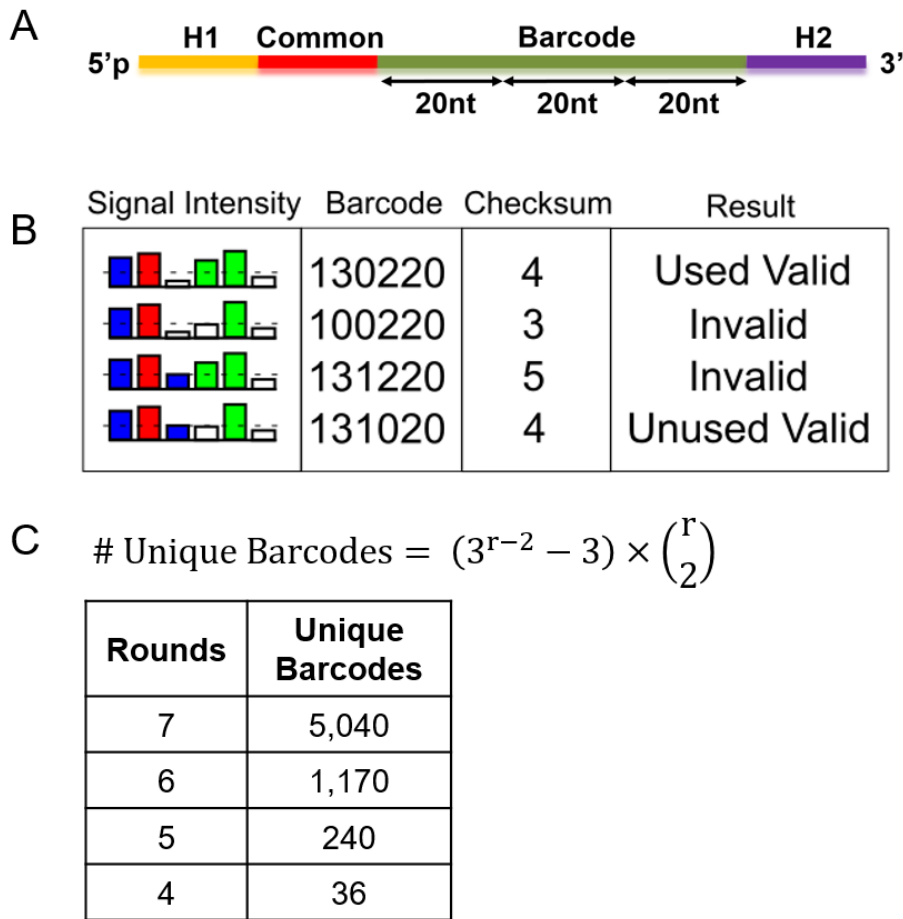 A
H1 Common Barcode H2
5’p 3’
20nt 20nt 20nt
B
Signal Intensity Barcode Checksum Result
130220 4 Used Valid
100220 3 Invalid
131220 5 Invalid
131020 4 Unused Valid
C
# Unique Barcodes = (3^{r−2} − 3) × \binom{r}{2}
Rounds Unique Barcodes
7 5,040
6 1,170
5 240
4 36